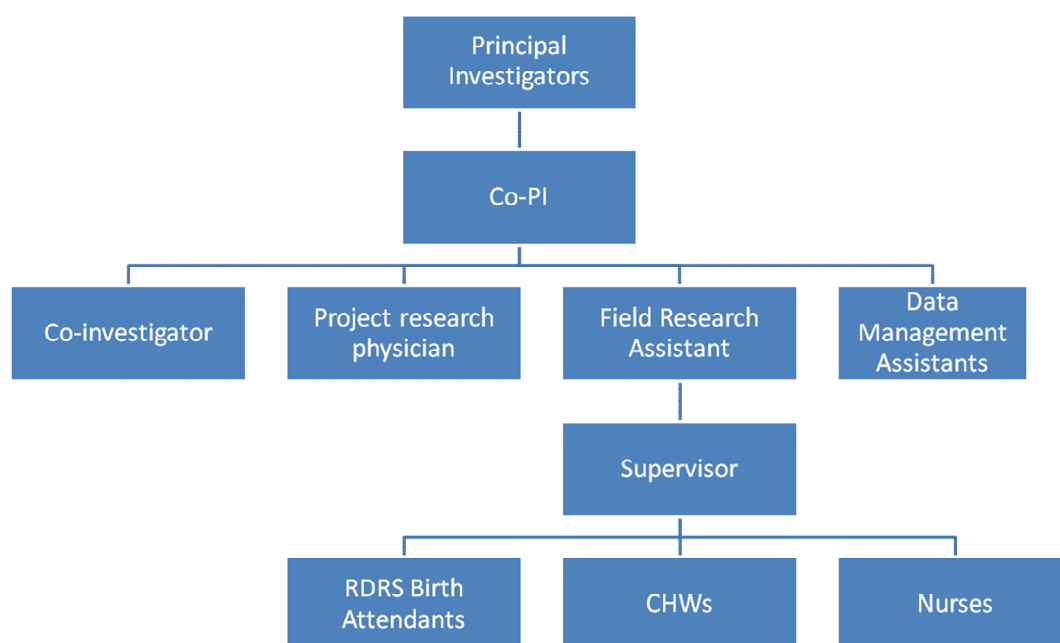 Principal
Investigators
Co-PI
Co-investigator
Project research
physician
Field Research
Assistant
Data
Management
Assistants
Supervisor
RDRS Birth
Attendants
CHWs
Nurses